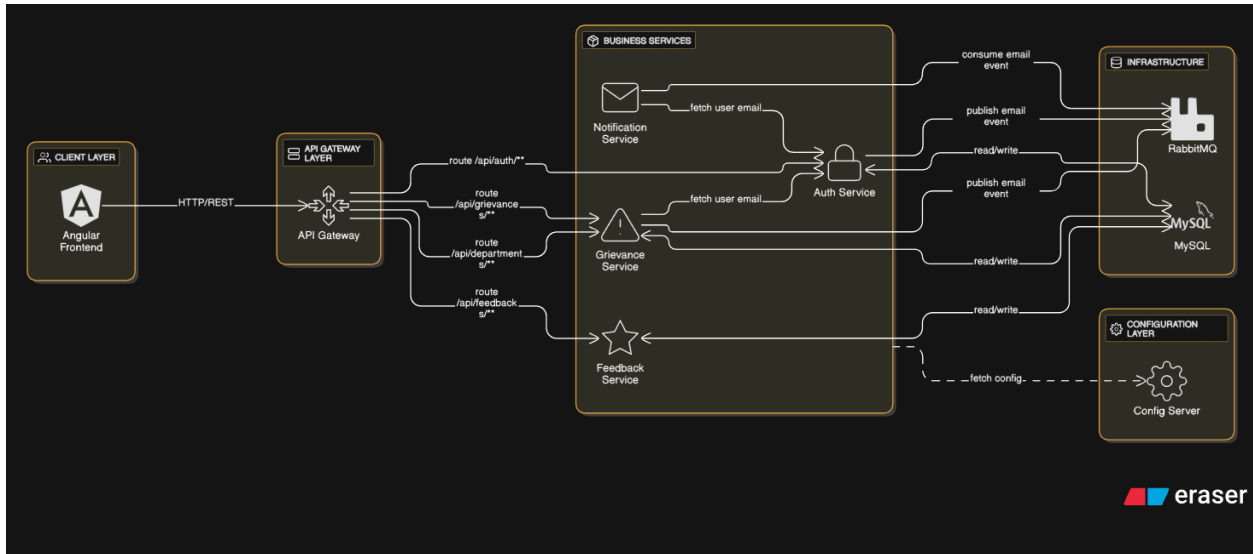 CLIENT LAYER
Angular
Frontend
HTTP/REST
API GATEWAY
LAYER
API Gateway
route /api/auth/**
route
/api/grievance
s/**
route
/api/department
s/**
route
/api/feedback
s/**
BUSINESS SERVICES
Notification
Service
fetch user email
Auth Service
fetch user email
Grievance
Service
Feedback
Service
consume email
event
publish email
event
read/write
publish email
event
read/write
read/write
fetch config
INFRASTRUCTURE
RabbitMQ
MySQL
MySQL
CONFIGURATION
LAYER
Config Server
eraser